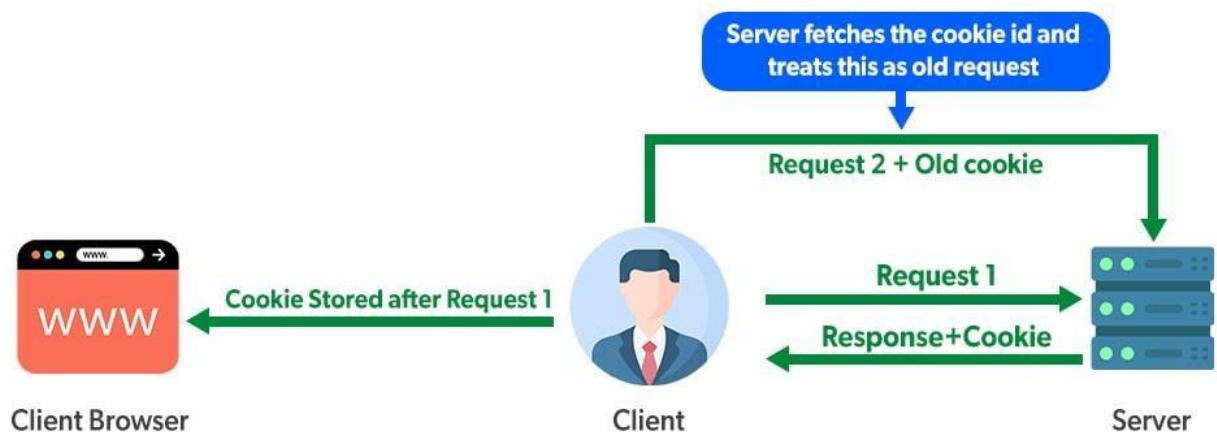 Server fetches the cookie id and
treats this as old request
Request 2 + Old cookie
www.
WWW
Cookie Stored after Request 1
Request 1
Response+Cookie
Client Browser
Client
Server